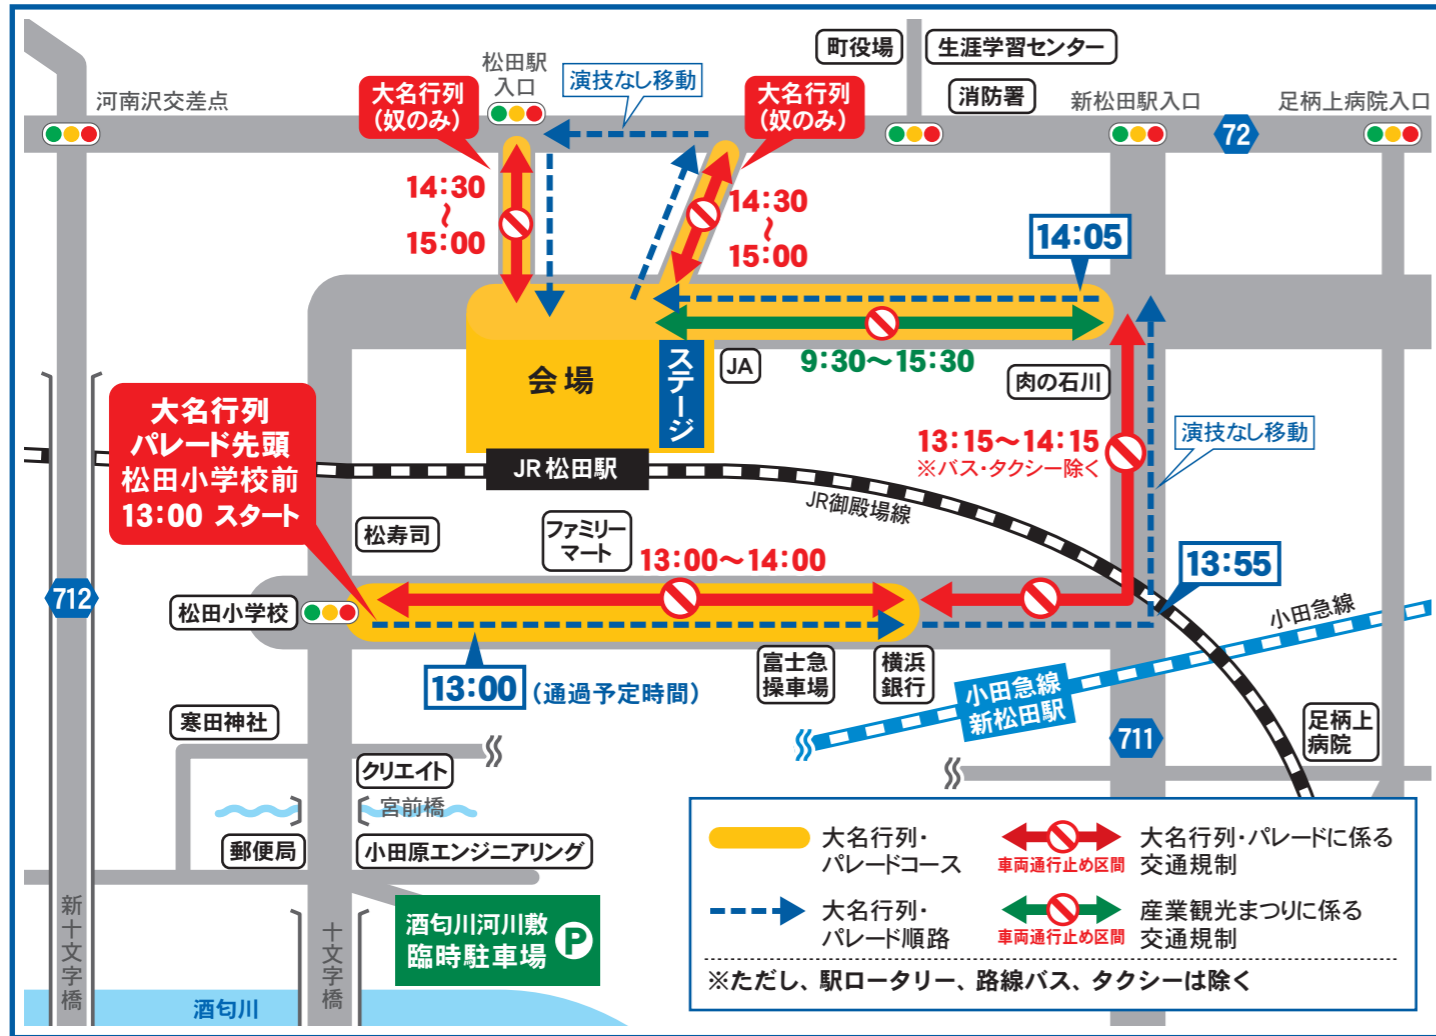 町役場
生涯学習センター
松田駅
入口
演技なし移動
大名行列
(奴のみ)
大名行列
(奴のみ)
消防署
河南沢交差点
新松田駅入口
足柄上病院入口
72
14:30
〜
15:00
14:30
〜
15:00
14:05
9:30〜15:30
会場
ステージ
JA
肉の石川
大名行列
パレード先頭
松田小学校前
13:00 スタート
13:15〜14:15
※バス・タクシー除く
演技なし移動
JR 松田駅
JR御殿場線
松寿司
ファミリー
マート
13:00〜14:00
13:55
712
松田小学校
小田急線
富士急
操車場
横浜
銀行
13:00
(通過予定時間)
小田急線
新松田駅
寒田神社
711
足柄上
病院
クリエイト
宮前橋
郵便局
小田原エンジニアリング
新十文字橋
十文字橋
酒匂川河川敷
臨時駐車場
P
酒匂川
大名行列・
パレードコース
車両通行止め区間
大名行列・パレードに係る
交通規制
大名行列・
パレード順路
車両通行止め区間
産業観光まつりに係る
交通規制
※ただし、駅ロータリー、路線バス、タクシーは除く